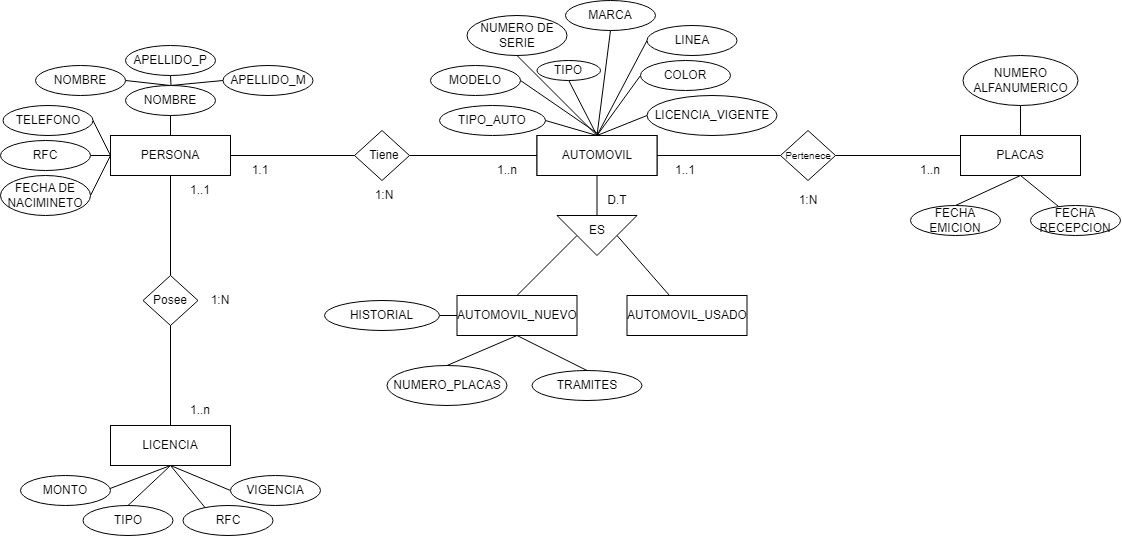 MARCA
NUMERO DE
SERIE
LINEA
APELLIDO_P
NOMBRE
APELLIDO_M
MODELO
TIPO
COLOR
NUMERO
ALFANUMERICO
NOMBRE
TELEFONO
TIPO_AUTO
LICENCIA_VIGENTE
RFC
PERSONA
Tiene
AUTOMOVIL
Pertenece
PLACAS
1.1
1..n
1..1
1..n
FECHA DE
NACIMINETO
1..1
1:N
D.T
1:N
FECHA
EMICION
FECHA
RECEPCION
ES
Posee
1:N
HISTORIAL
AUTOMOVIL_NUEVO
AUTOMOVIL_USADO
NUMERO_PLACAS
TRAMITES
1..n
LICENCIA
MONTO
VIGENCIA
TIPO
RFC